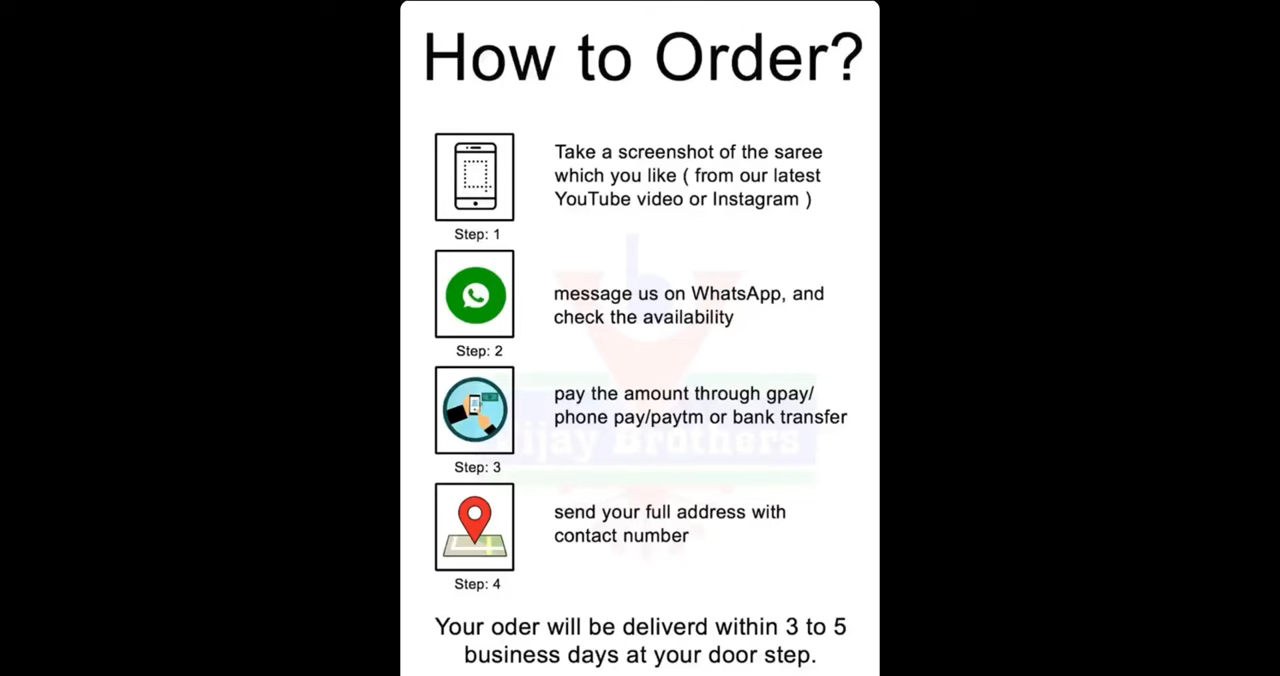 How to Order?
Take a screenshot of the saree
which you like ( from our latest
YouTube video or Instagram )
Step: 1
message us on WhatsApp, and
check the availability
Step: 2
pay the amount through gpay/
phone pay/paytm or bank transfer
Step: 3
send your full address with
contact number
Step: 4
Your oder will be deliverd within 3 to 5
business days at your door step.
Brothers